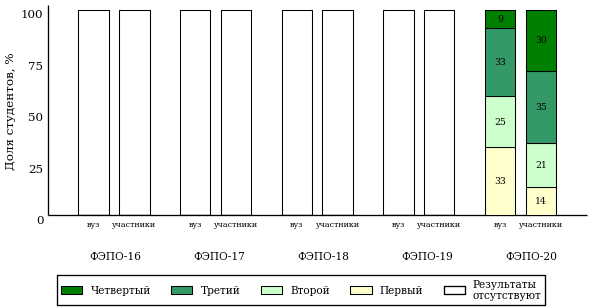 Доля студентов, %
100
75
50
25
0
9
33
25
33
30
35
21
14
вуз участники вуз участники вуз участники вуз участники вуз участники
ФЭПО-16 ФЭПО-17 ФЭПО-18 ФЭПО-19 ФЭПО-20
Четвертый Третий Второй Первый Результаты
отсутствуют